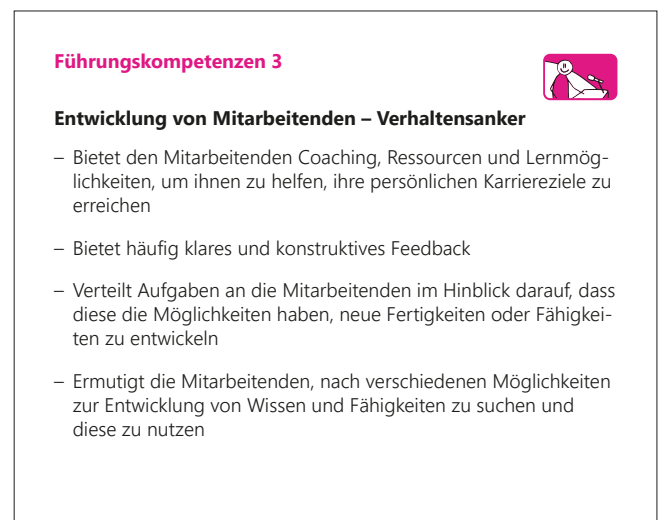 Führungskompetenzen 3
Entwicklung von Mitarbeitenden – Verhaltensanker
– Bietet den Mitarbeitenden Coaching, Ressourcen und Lernmög-
lichkeiten, um ihnen zu helfen, ihre persönlichen Karriereziele zu
erreichen
– Bietet häufig klares und konstruktives Feedback
– Verteilt Aufgaben an die Mitarbeitenden im Hinblick darauf, dass
diese die Möglichkeiten haben, neue Fertigkeiten oder Fähigkei-
ten zu entwickeln
– Ermutigt die Mitarbeitenden, nach verschiedenen Möglichkeiten
zur Entwicklung von Wissen und Fähigkeiten zu suchen und
diese zu nutzen